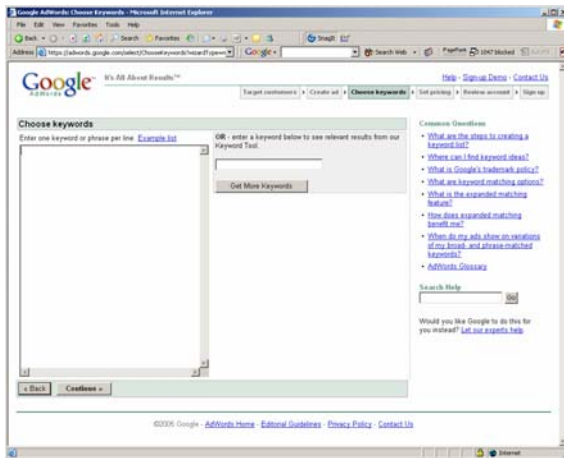 Google AdWords: Choose Keywords - Microsoft Internet Explorer
File Edit View Favorites Tools Help
Back Search Favorites SnagIt
Address https://adwords.google.com/select/ChooseKeywords?wizardType= Google Search Web PageRank 1047 blocked
Google It's All About Results™
AdWords
Help - Sign-up Demo - Contact Us
Target customers Create ad Choose keywords Set pricing Review account Sign up
Choose keywords
Enter one keyword or phrase per line. Example list
OR - enter a keyword below to see relevant results from our
Keyword Tool.
Get More Keywords
Common Questions
What are the steps to creating a
keyword list?
Where can I find keyword ideas?
What is Google's trademark policy?
What are keyword matching options?
What is the expanded matching
feature?
How does expanded matching
benefit me?
When do my ads show on variations
of my broad- and phrase-matched
keywords?
AdWords Glossary
Search Help
Go
Would you like Google to do this for
you instead? Let our experts help.
« Back Continue »
©2005 Google - AdWords Home - Editorial Guidelines - Privacy Policy - Contact Us
Internet